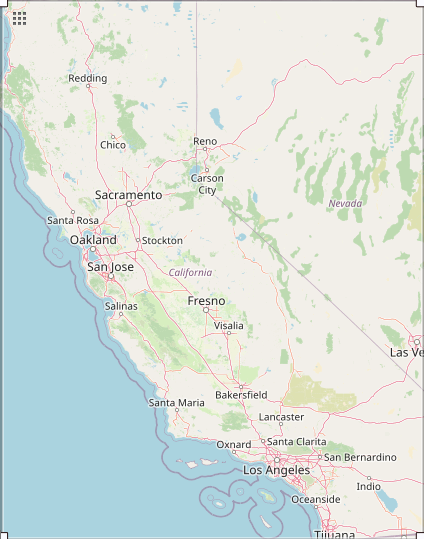 Redding
Chico
Reno
Carson
City
Sacramento
Nevada
Santa Rosa
Oakland
Stockton
San Jose
California
Salinas
Fresno
Visalia
Las Ve
Bakersfield
Santa Maria
Lancaster
Oxnard
Santa Clarita
San Bernardino
Los Angeles
Indio
Oceanside
Tijuana